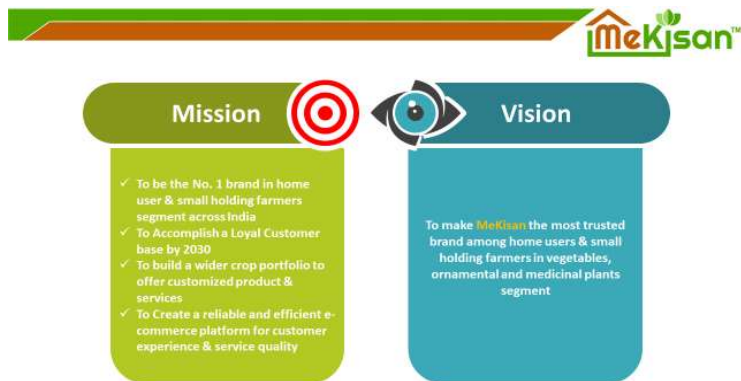 MeKisan™
Mission
Vision
✓ To be the No. 1 brand in home
user & small holding farmers
segment across India
✓ To Accomplish a Loyal Customer
base by 2030
✓ To build a wider crop portfolio to
offer customized product &
services
✓ To Create a reliable and efficient e-
commerce platform for customer
experience & service quality
To make MeKisan the most trusted
brand among home users & small
holding farmers in vegetables,
ornamental and medicinal plants
segment